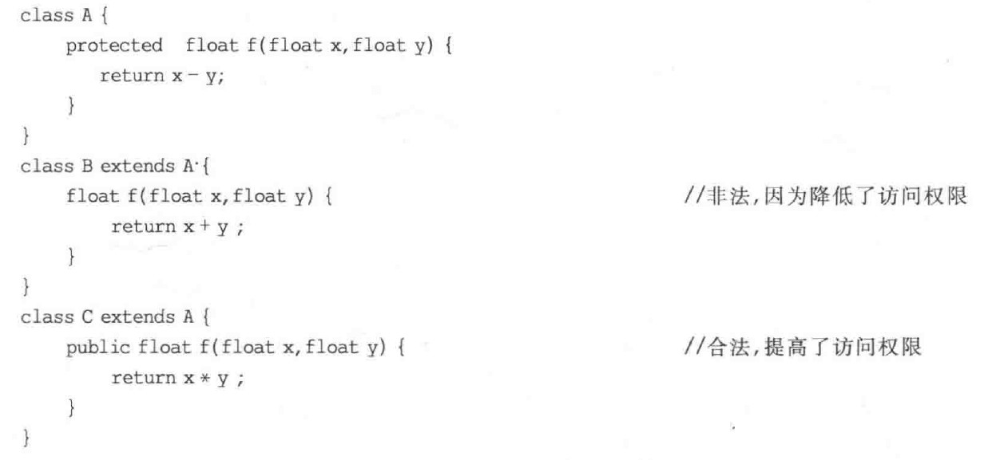 class A {
    protected  float f(float x,float y) {
       return x - y;
    }
}
class B extends A {
    float f(float x,float y) {                    //非法,因为降低了访问权限
        return x + y ;
    }
}
class C extends A {
    public float f(float x,float y) {             //合法,提高了访问权限
        return x * y ;
    }
}